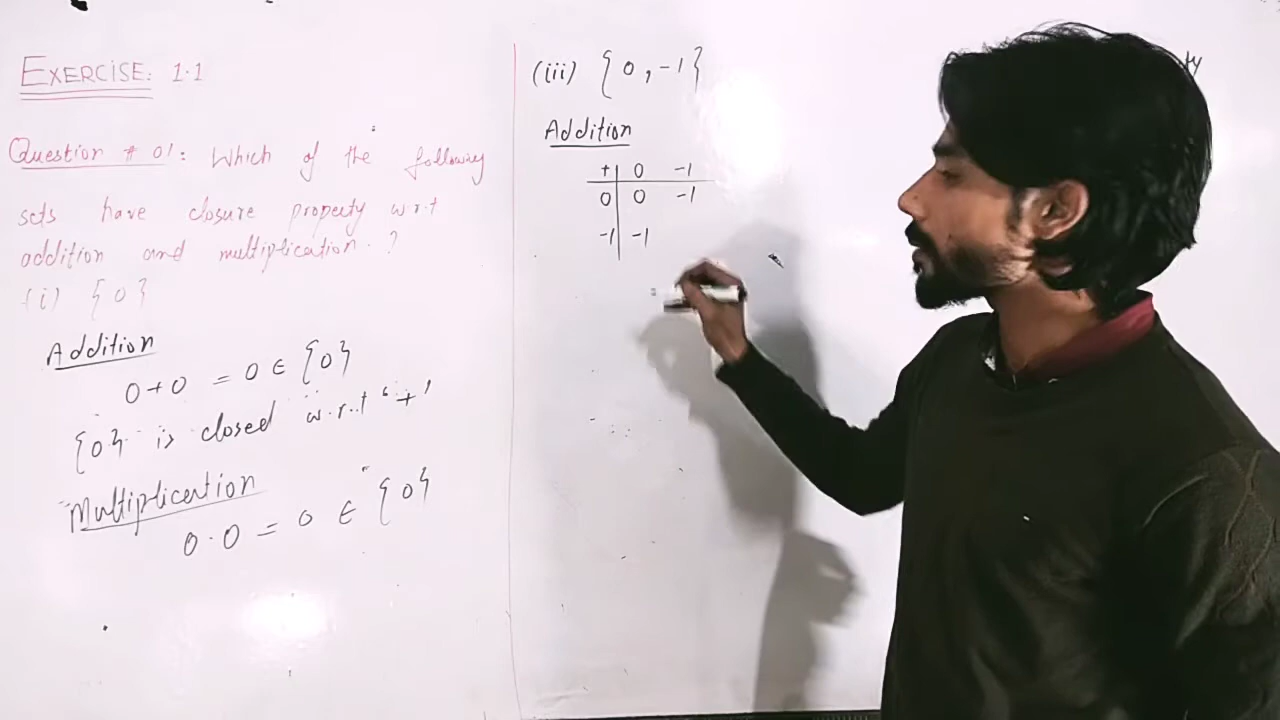 EXERCISE: 1.1
Question # 01: Which of the following
sets have closure property w.r.t
addition and multiplication.?
(i) {0}
Addition
0+0 = 0 ∈ {0}
{0} is closed w.r.t '+'
Multiplication
0·0 = 0 ∈ {0}
(iii) {0, -1}
Addition
+ 0 -1
0 0 -1
-1 -1